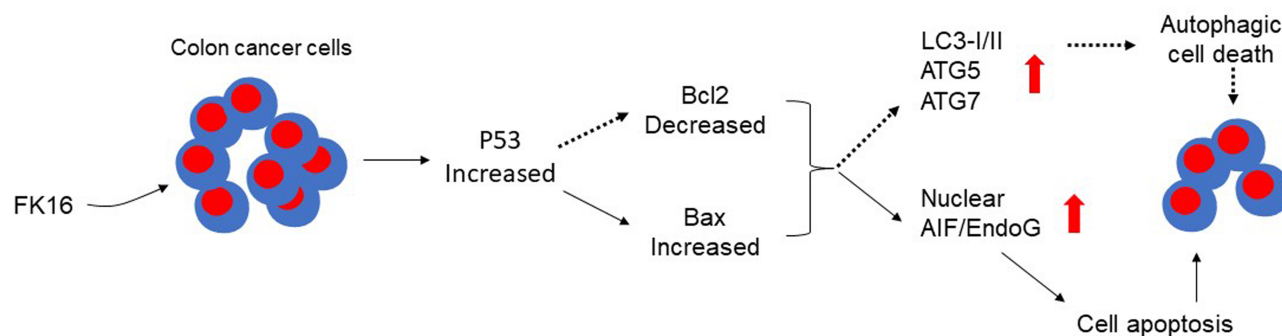 Colon cancer cells
FK16
P53
Increased
Bcl2
Decreased
Bax
Increased
LC3-I/II
ATG5
ATG7
Autophagic
cell death
Nuclear
AIF/EndoG
Cell apoptosis